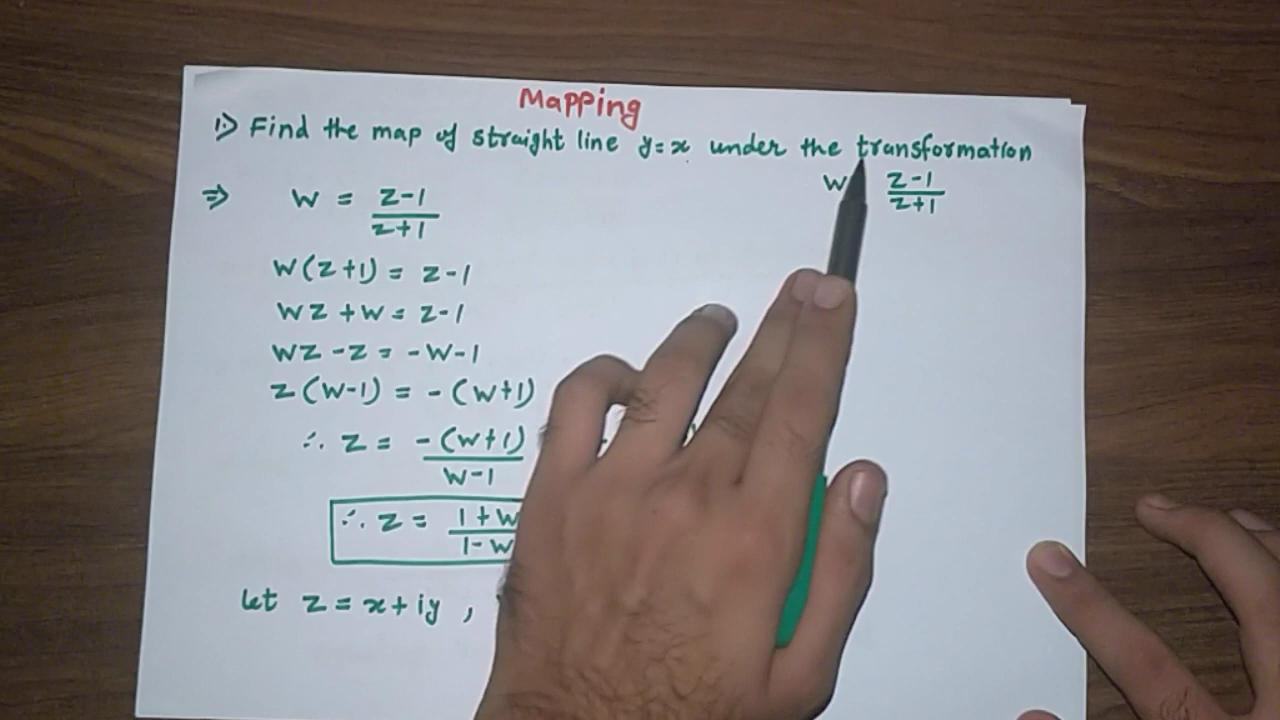 Mapping
1) Find the map of straight line y=x under the transformation
w z-1/z+1
⇒ w = z-1/z+1
w(z+1) = z-1
wz+w = z-1
wz-z = -w-1
z(w-1) = -(w+1)
∴ z = -(w+1)/w-1
∴ z = 1+w/1-w
let z = x+iy ,